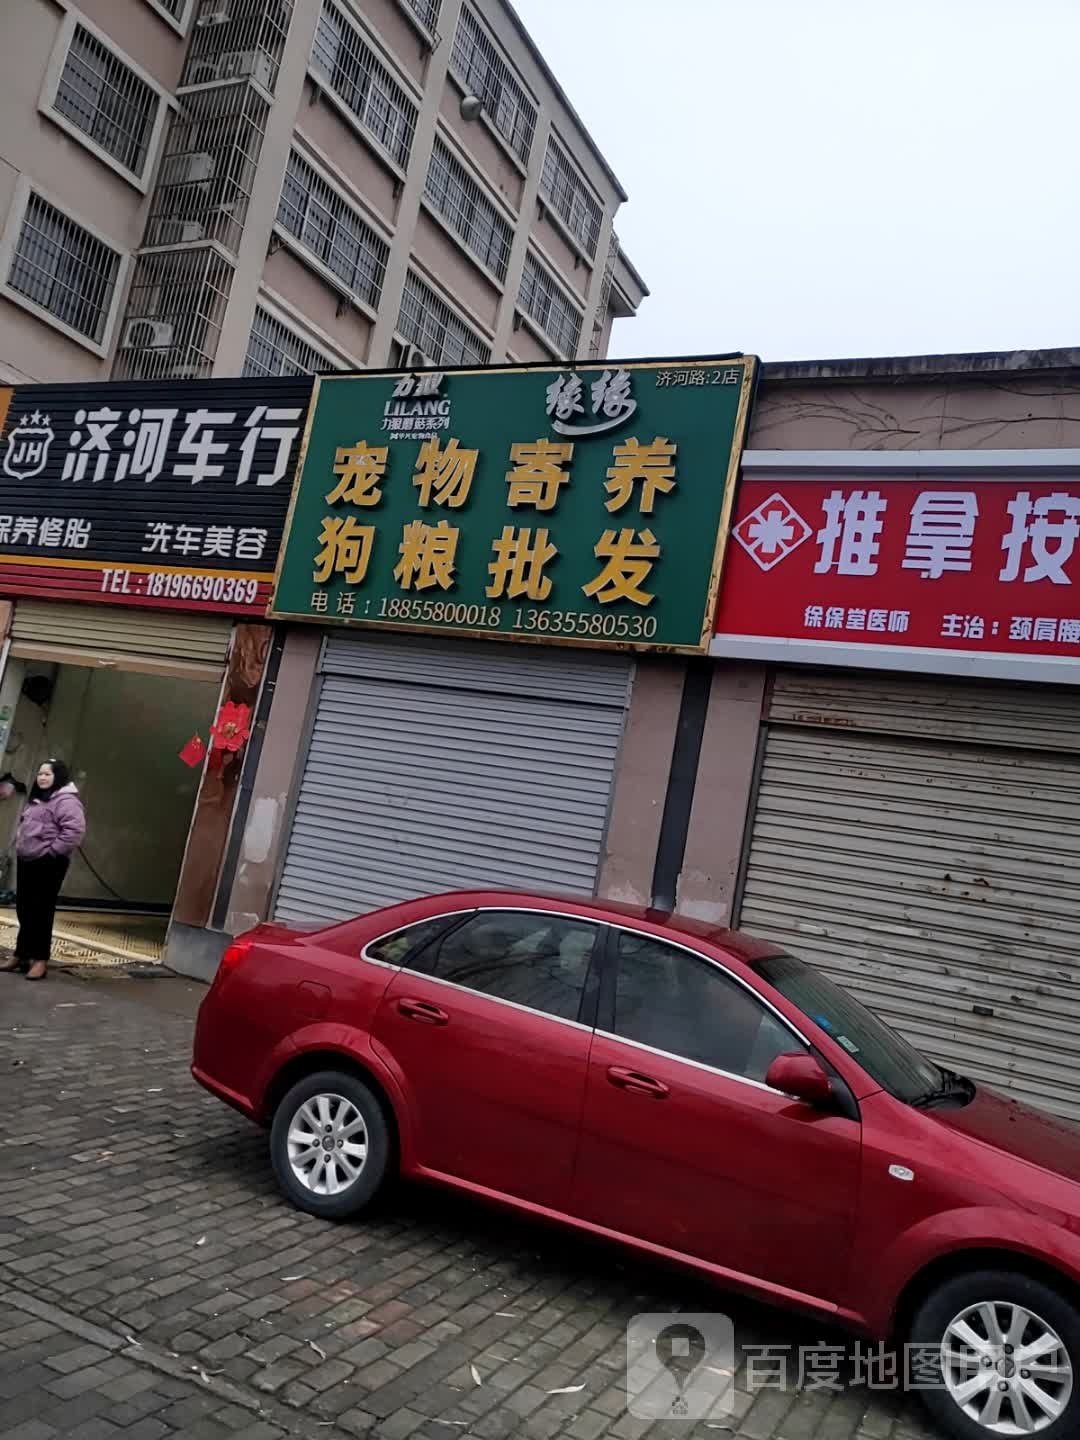 JH
济河车行
保养修胎 洗车美容
TEL:18196690369
力狼
LILANG
力狼蘑菇系列
缘缘
济河路:2店
宠物寄养
狗粮批发
电话:18855800018 13635580530
推拿按
徐保堂医师 主治:颈肩腰
百度地图